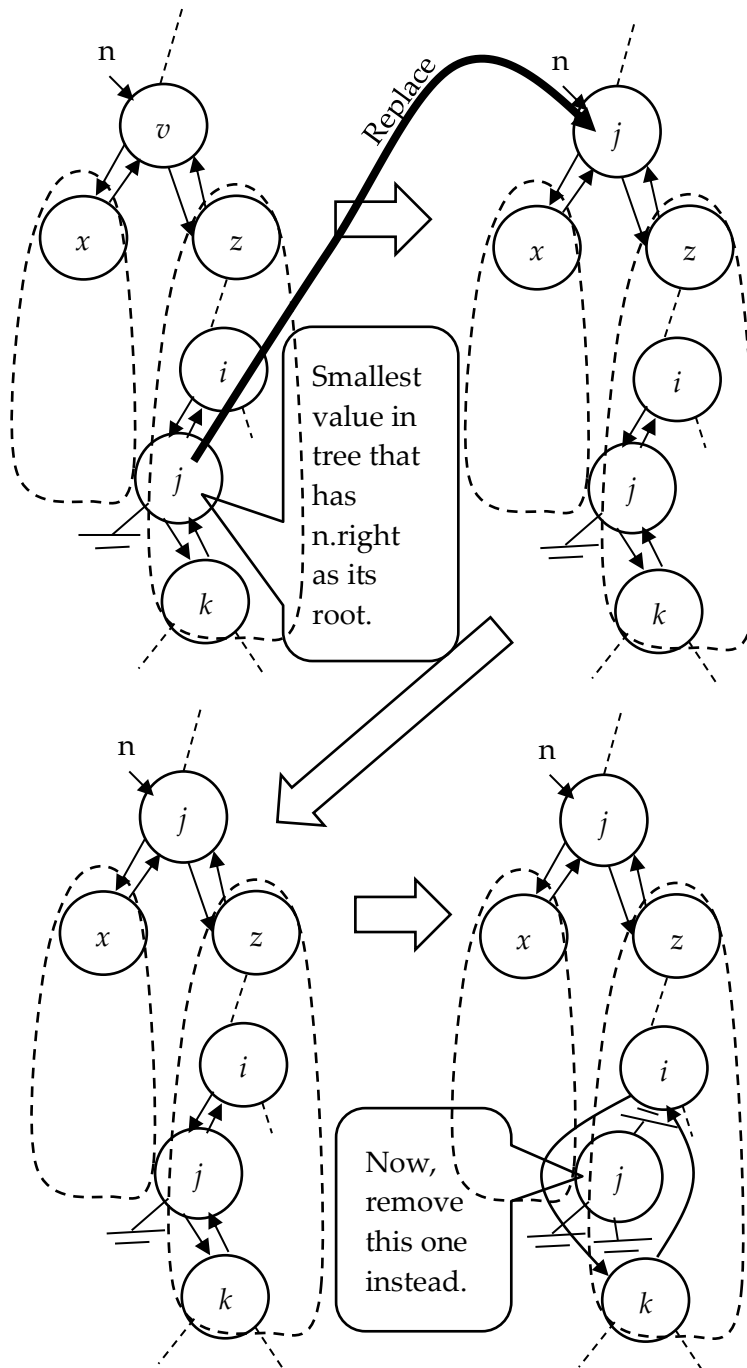 n
v
Replace
x
z
i
Smallest
value in
tree that
has
n.right
as its
root.
j
k
n
j
x
z
i
j
k
n
j
x
z
i
j
k
n
j
x
z
i
Now,
remove
this one
instead.
j
k